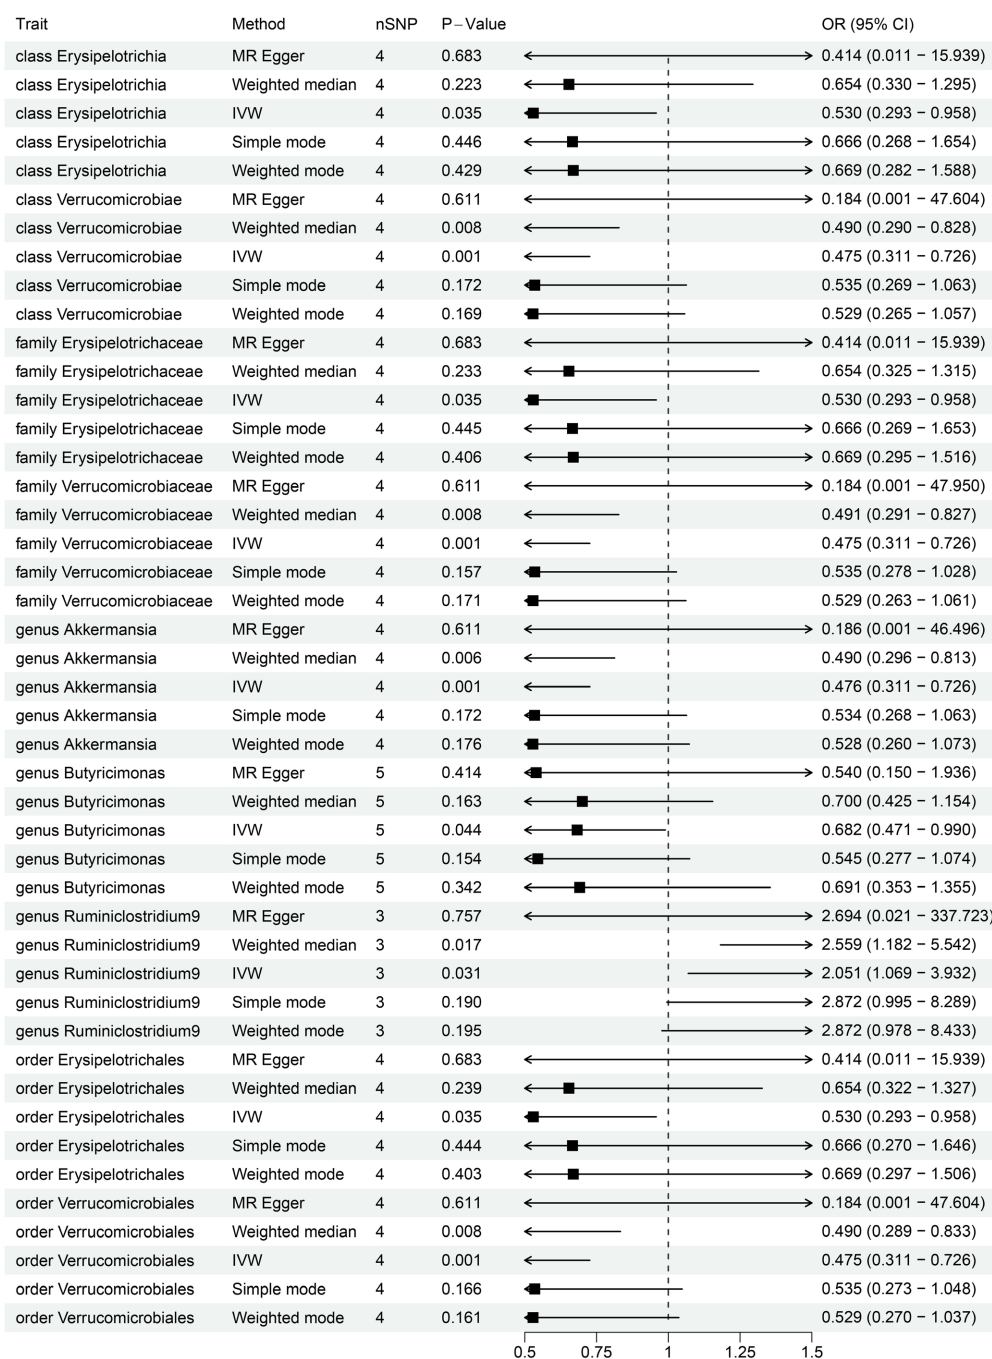 Trait Method nSNP P−Value OR (95% CI)
class Erysipelotrichia MR Egger 4 0.683 0.414 (0.011 − 15.939)
class Erysipelotrichia Weighted median 4 0.223 0.654 (0.330 − 1.295)
class Erysipelotrichia IVW 4 0.035 0.530 (0.293 − 0.958)
class Erysipelotrichia Simple mode 4 0.446 0.666 (0.268 − 1.654)
class Erysipelotrichia Weighted mode 4 0.429 0.669 (0.282 − 1.588)
class Verrucomicrobiae MR Egger 4 0.611 0.184 (0.001 − 47.604)
class Verrucomicrobiae Weighted median 4 0.008 0.490 (0.290 − 0.828)
class Verrucomicrobiae IVW 4 0.001 0.475 (0.311 − 0.726)
class Verrucomicrobiae Simple mode 4 0.172 0.535 (0.269 − 1.063)
class Verrucomicrobiae Weighted mode 4 0.169 0.529 (0.265 − 1.057)
family Erysipelotrichaceae MR Egger 4 0.683 0.414 (0.011 − 15.939)
family Erysipelotrichaceae Weighted median 4 0.233 0.654 (0.325 − 1.315)
family Erysipelotrichaceae IVW 4 0.035 0.530 (0.293 − 0.958)
family Erysipelotrichaceae Simple mode 4 0.445 0.666 (0.269 − 1.653)
family Erysipelotrichaceae Weighted mode 4 0.406 0.669 (0.295 − 1.516)
family Verrucomicrobiaceae MR Egger 4 0.611 0.184 (0.001 − 47.950)
family Verrucomicrobiaceae Weighted median 4 0.008 0.491 (0.291 − 0.827)
family Verrucomicrobiaceae IVW 4 0.001 0.475 (0.311 − 0.726)
family Verrucomicrobiaceae Simple mode 4 0.157 0.535 (0.278 − 1.028)
family Verrucomicrobiaceae Weighted mode 4 0.171 0.529 (0.263 − 1.061)
genus Akkermansia MR Egger 4 0.611 0.186 (0.001 − 46.496)
genus Akkermansia Weighted median 4 0.006 0.490 (0.296 − 0.813)
genus Akkermansia IVW 4 0.001 0.476 (0.311 − 0.726)
genus Akkermansia Simple mode 4 0.172 0.534 (0.268 − 1.063)
genus Akkermansia Weighted mode 4 0.176 0.528 (0.260 − 1.073)
genus Butyricimonas MR Egger 5 0.414 0.540 (0.150 − 1.936)
genus Butyricimonas Weighted median 5 0.163 0.700 (0.425 − 1.154)
genus Butyricimonas IVW 5 0.044 0.682 (0.471 − 0.990)
genus Butyricimonas Simple mode 5 0.154 0.545 (0.277 − 1.074)
genus Butyricimonas Weighted mode 5 0.342 0.691 (0.353 − 1.355)
genus Ruminiclostridium9 MR Egger 3 0.757 2.694 (0.021 − 337.723)
genus Ruminiclostridium9 Weighted median 3 0.017 2.559 (1.182 − 5.542)
genus Ruminiclostridium9 IVW 3 0.031 2.051 (1.069 − 3.932)
genus Ruminiclostridium9 Simple mode 3 0.190 2.872 (0.995 − 8.289)
genus Ruminiclostridium9 Weighted mode 3 0.195 2.872 (0.978 − 8.433)
order Erysipelotrichales MR Egger 4 0.683 0.414 (0.011 − 15.939)
order Erysipelotrichales Weighted median 4 0.239 0.654 (0.322 − 1.327)
order Erysipelotrichales IVW 4 0.035 0.530 (0.293 − 0.958)
order Erysipelotrichales Simple mode 4 0.444 0.666 (0.270 − 1.646)
order Erysipelotrichales Weighted mode 4 0.403 0.669 (0.297 − 1.506)
order Verrucomicrobiales MR Egger 4 0.611 0.184 (0.001 − 47.604)
order Verrucomicrobiales Weighted median 4 0.008 0.490 (0.289 − 0.833)
order Verrucomicrobiales IVW 4 0.001 0.475 (0.311 − 0.726)
order Verrucomicrobiales Simple mode 4 0.166 0.535 (0.273 − 1.048)
order Verrucomicrobiales Weighted mode 4 0.161 0.529 (0.270 − 1.037)
0.5 0.75 1 1.25 1.5